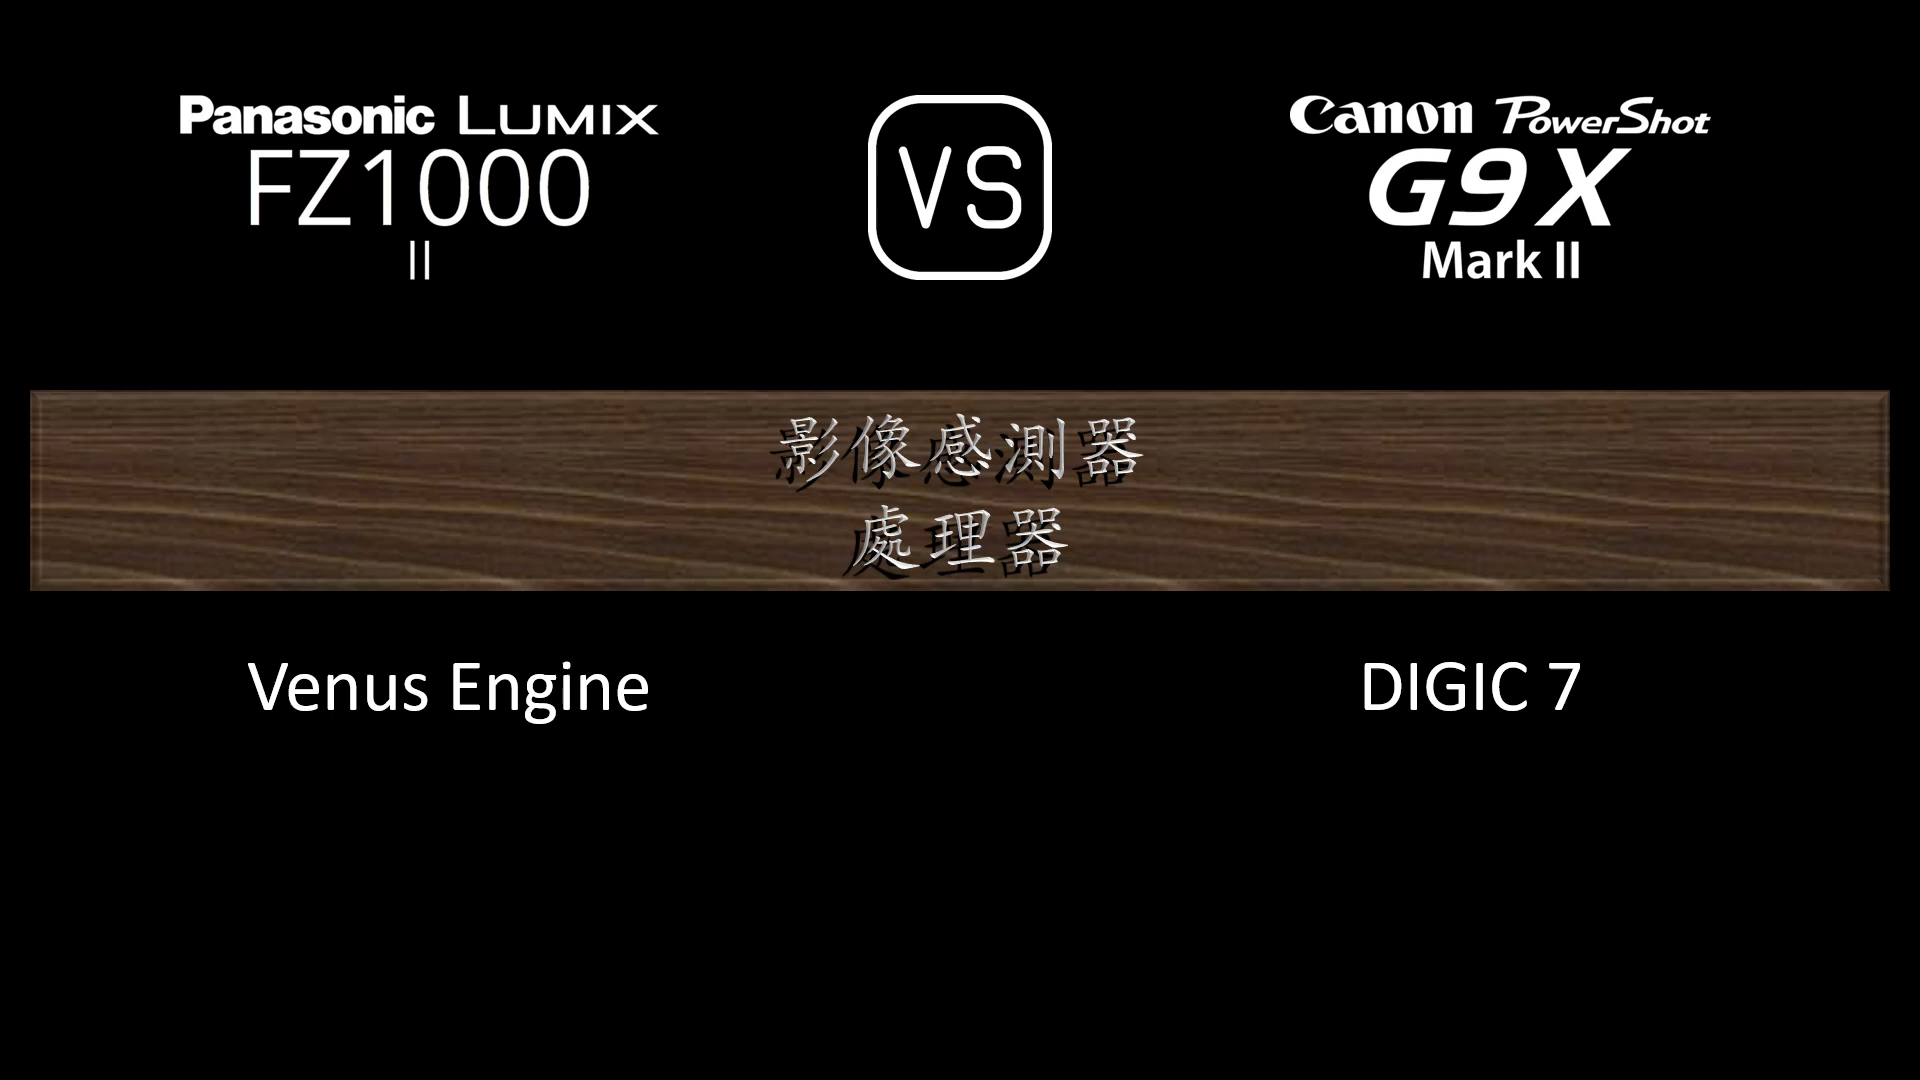 Panasonic LUMIX
FZ1000
II
VS
Canon PowerShot
G9 X
Mark II
影像感測器
處理器
Venus Engine
DIGIC 7